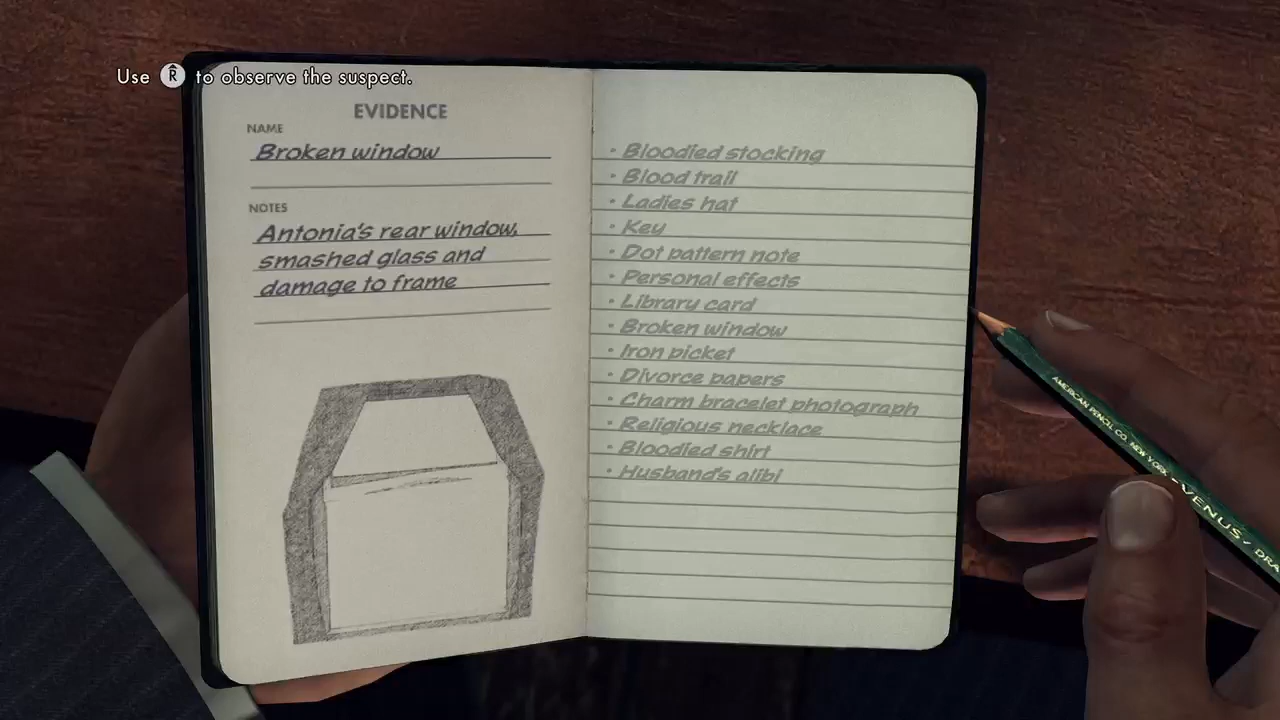 Use R to observe the suspect.
EVIDENCE
NAME
Broken window
NOTES
Antonia's rear window,
smashed glass and
damage to frame
· Bloodied stocking
· Blood trail
· Ladies hat
· Key
· Dot pattern note
· Personal effects
· Library card
· Broken window
· Iron picket
· Divorce papers
· Charm bracelet photograph
· Religious necklace
· Bloodied shirt
· Husband's alibi
AMERICAN PENCIL CO. NEW YORK VENUS DRA